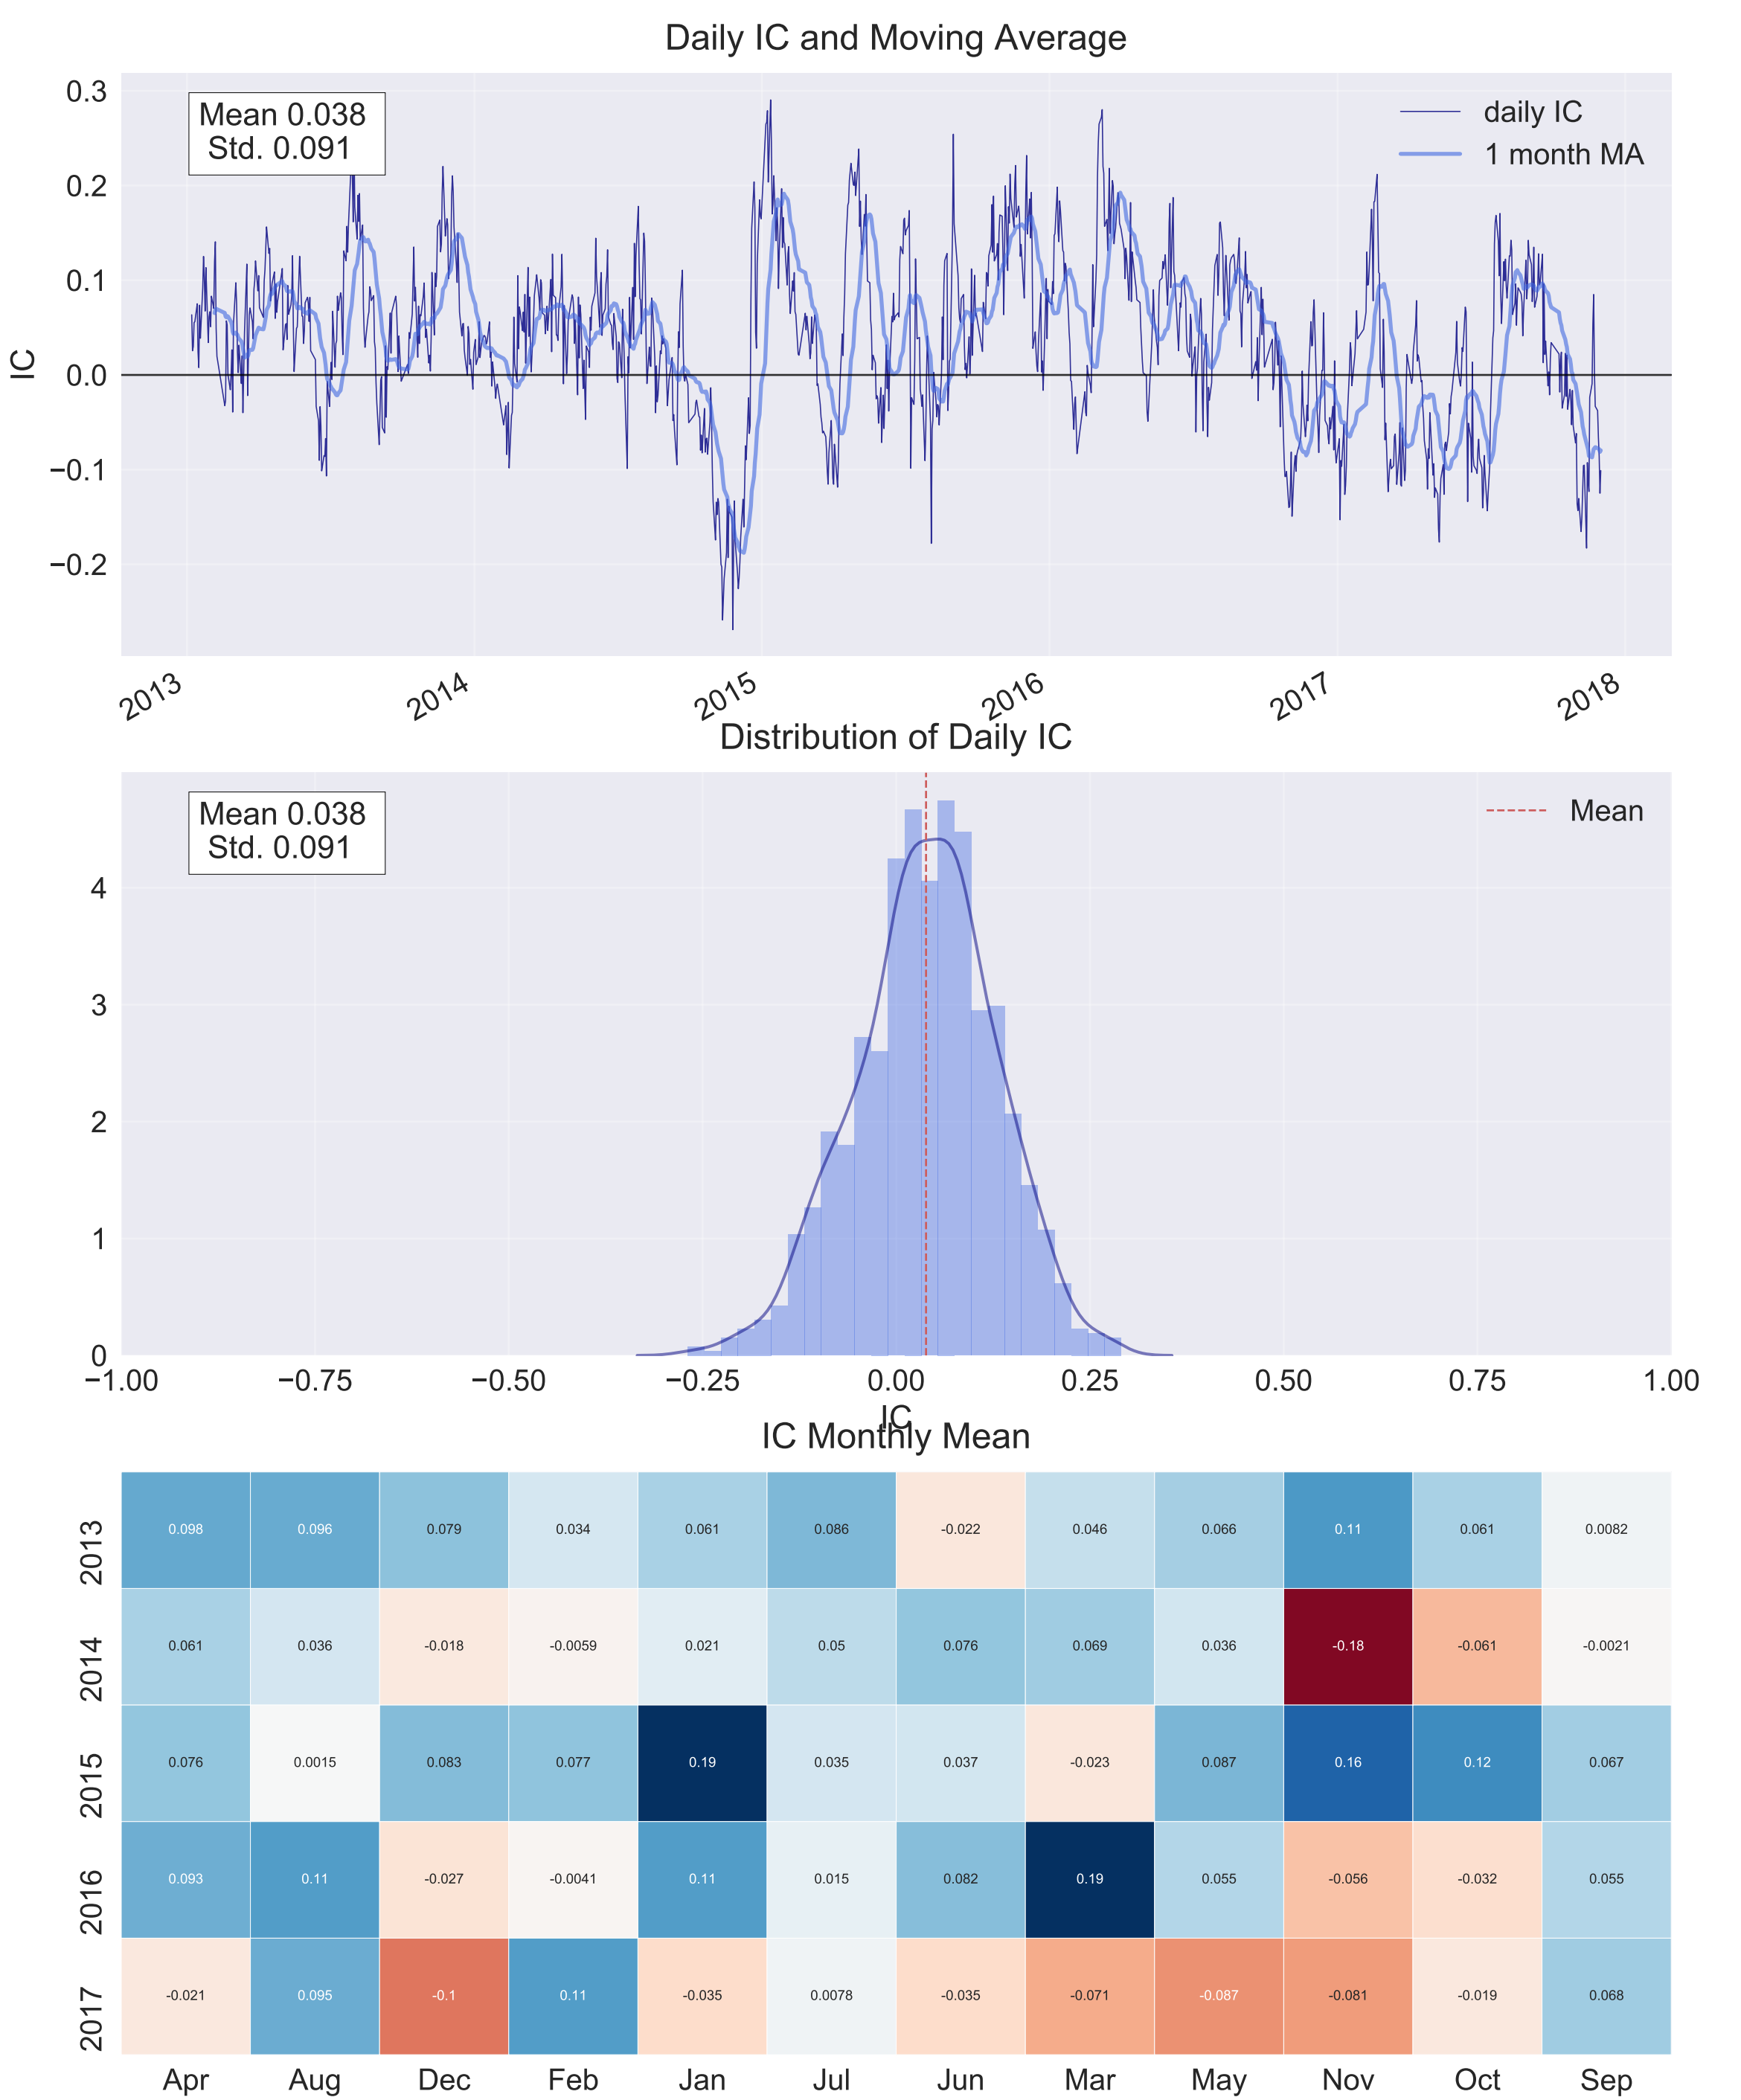 Daily IC and Moving Average
0.3
0.2
0.1
0.0
−0.1
−0.2
IC
Mean 0.038
Std. 0.091
daily IC
1 month MA
2013 2014 2015 2016 2017 2018
Distribution of Daily IC
Mean 0.038
Std. 0.091
Mean
4
3
2
1
0
−1.00 −0.75 −0.50 −0.25 0.00 0.25 0.50 0.75 1.00
IC
IC Monthly Mean
2013 0.098 0.096 0.079 0.034 0.061 0.086 -0.022 0.046 0.066 0.11 0.061 0.0082
2014 0.061 0.036 -0.018 -0.0059 0.021 0.05 0.076 0.069 0.036 -0.18 -0.061 -0.0021
2015 0.076 0.0015 0.083 0.077 0.19 0.035 0.037 -0.023 0.087 0.16 0.12 0.067
2016 0.093 0.11 -0.027 -0.0041 0.11 0.015 0.082 0.19 0.055 -0.056 -0.032 0.055
2017 -0.021 0.095 -0.1 0.11 -0.035 0.0078 -0.035 -0.071 -0.087 -0.081 -0.019 0.068
Apr Aug Dec Feb Jan Jul Jun Mar May Nov Oct Sep